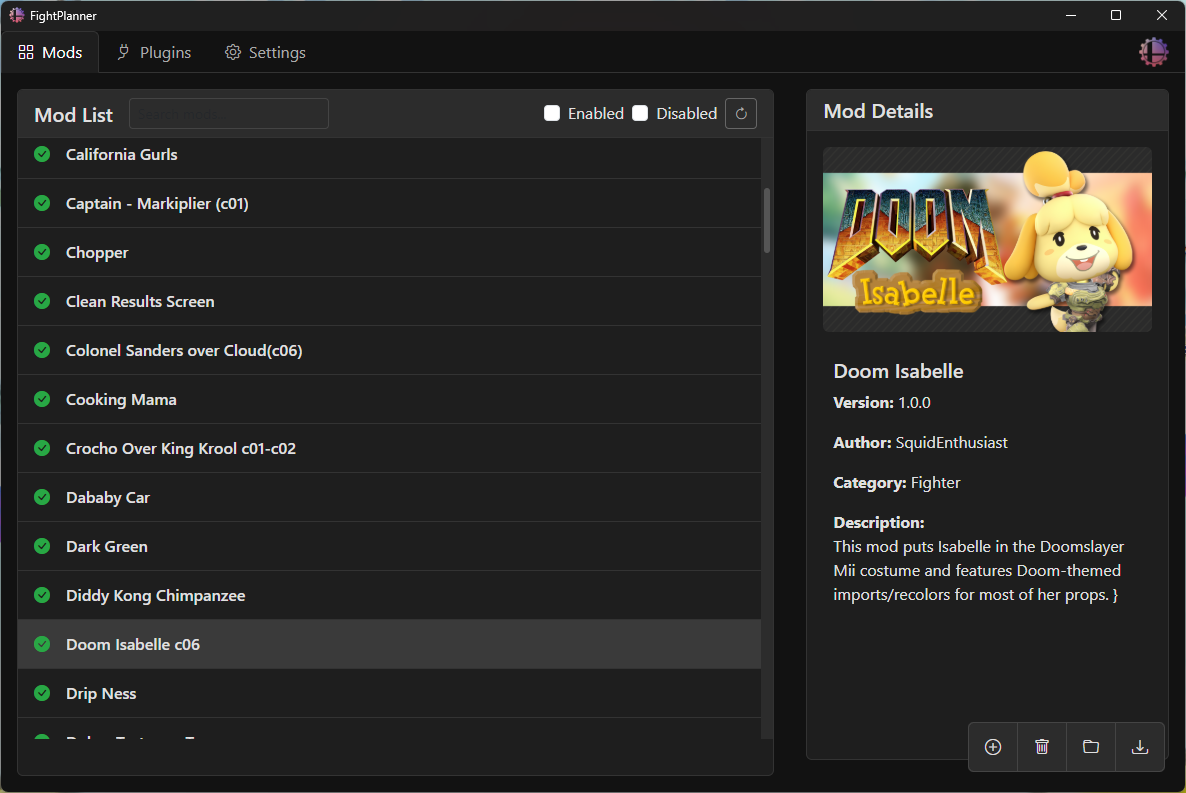 FightPlanner
Mods Plugins Settings
Mod List Search mods... Enabled Disabled
California Gurls
Captain - Markiplier (c01)
Chopper
Clean Results Screen
Colonel Sanders over Cloud(c06)
Cooking Mama
Crocho Over King Krool c01-c02
Dababy Car
Dark Green
Diddy Kong Chimpanzee
Doom Isabelle c06
Drip Ness
Mod Details
DOOM
Isabelle
Doom Isabelle
Version: 1.0.0
Author: SquidEnthusiast
Category: Fighter
Description:
This mod puts Isabelle in the Doomslayer
Mii costume and features Doom-themed
imports/recolors for most of her props. }